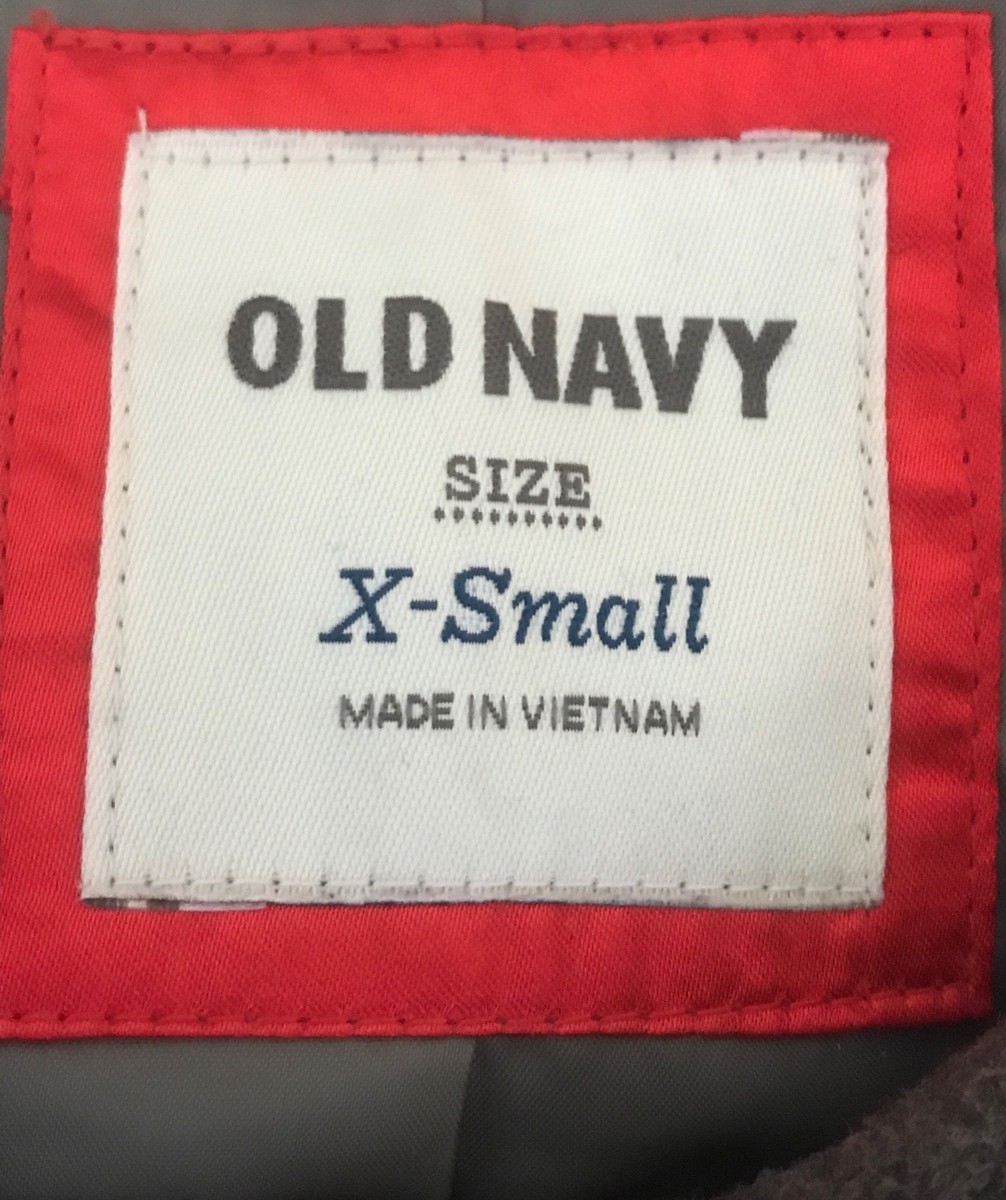 OLD NAVY
SIZE
X-Small
MADE IN VIETNAM